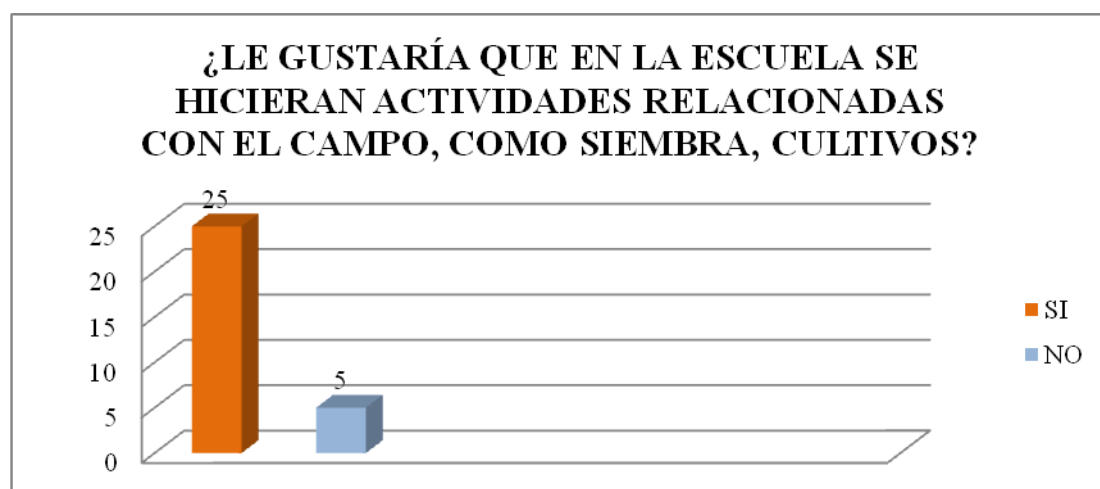 ¿LE GUSTARÍA QUE EN LA ESCUELA SE
HICIERAN ACTIVIDADES RELACIONADAS
CON EL CAMPO, COMO SIEMBRA, CULTIVOS?
25
25
20
15
10
5
0
5
SI
NO